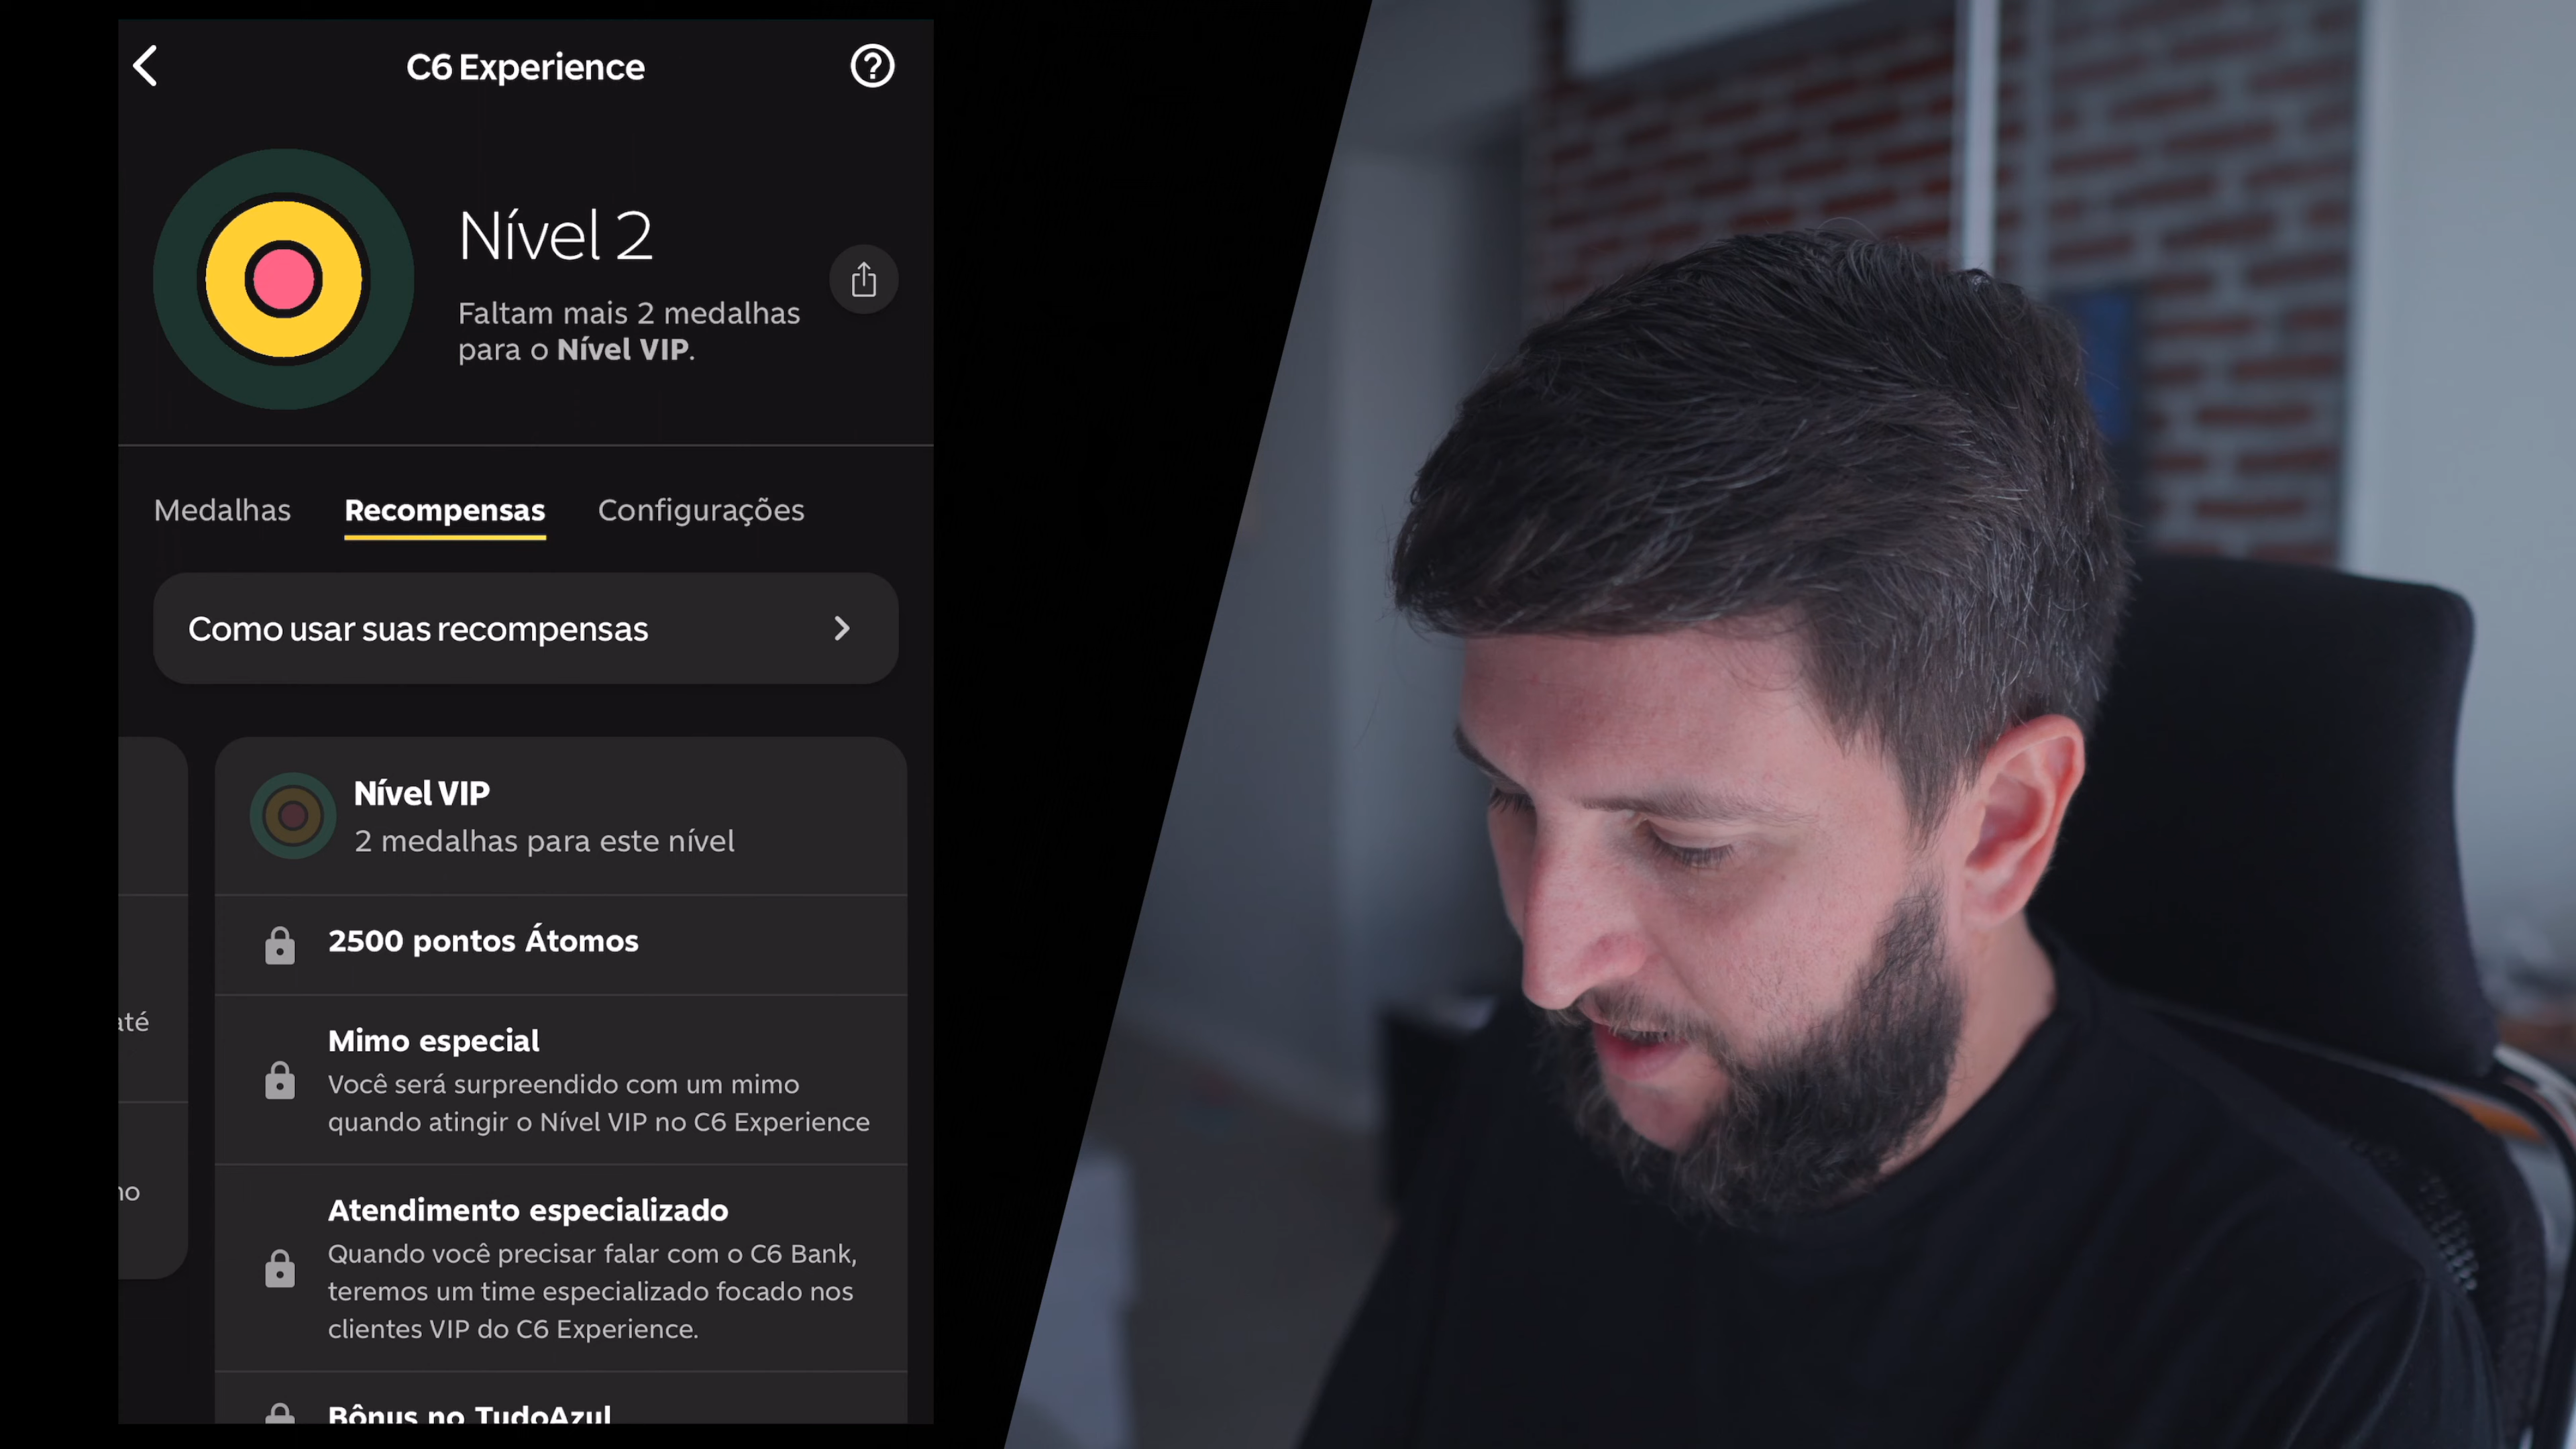 C6 Experience
Nível 2
Faltam mais 2 medalhas
para o Nível VIP.
Medalhas Recompensas Configurações
Como usar suas recompensas
Nível VIP
2 medalhas para este nível
2500 pontos Átomos
Mimo especial
Você será surpreendido com um mimo
quando atingir o Nível VIP no C6 Experience
Atendimento especializado
Quando você precisar falar com o C6 Bank,
teremos um time especializado focado nos
clientes VIP do C6 Experience.
Bônus no TudoAzul